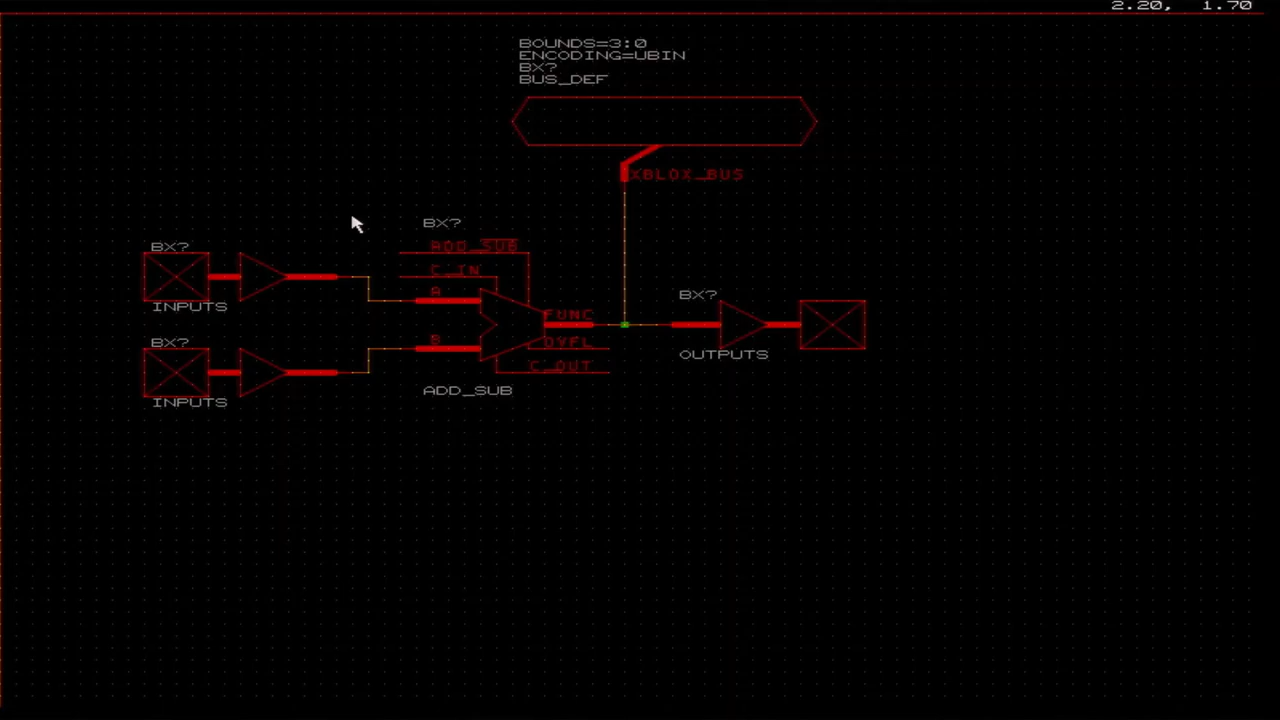 2.20, 1.70
BOUNDS=3:0
ENCODING=UBIN
BX?
BUS_DEF
XBLOX_BUS
BX?
BX?
ADD_SUB
C_IN
A
INPUTS
BX?
FUNC
BX?
B
OVFL
OUTPUTS
C_OUT
ADD_SUB
INPUTS